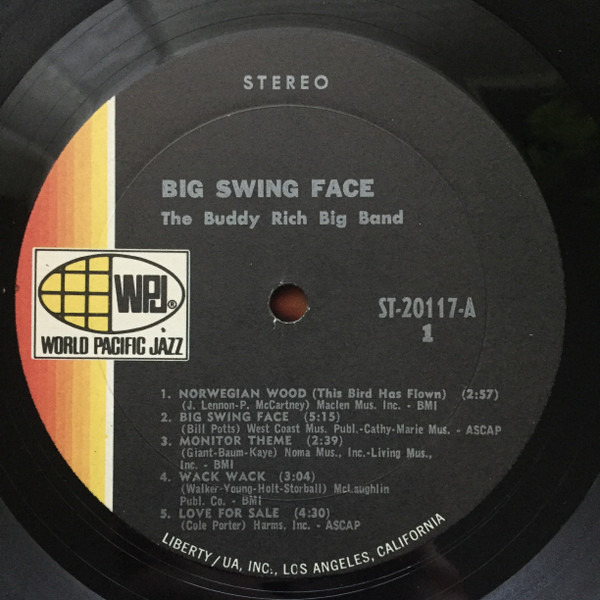 STEREO
BIG SWING FACE
The Buddy Rich Big Band
WPJ®
WORLD PACIFIC JAZZ
ST-20117-A
1
1. NORWEGIAN WOOD (This Bird Has Flown) (2:57)
(J. Lennon-P. McCartney) Maclen Mus. Inc. - BMI
2. BIG SWING FACE (5:15)
(Bill Potts) West Coast Mus. Publ.-Cathy-Marie Mus. - ASCAP
3. MONITOR THEME (2:39)
(Giant-Baum-Kaye) Noma Mus., Inc.-Living Mus.,
Inc. - BMI
4. WACK WACK (3:04)
(Walker-Young-Holt-Storball) McLaughlin
Publ. Co. - BMI
5. LOVE FOR SALE (4:30)
(Cole Porter) Harms, Inc. - ASCAP
LIBERTY/UA, INC., LOS ANGELES, CALIFORNIA